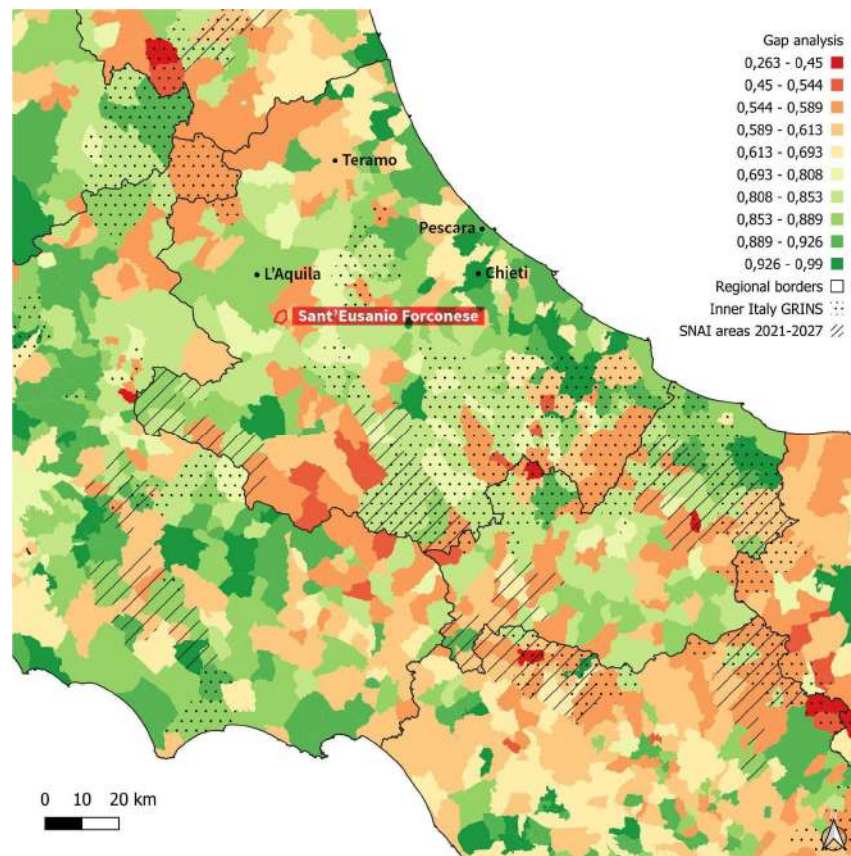 Gap analysis
0,263 - 0,45
0,45 - 0,544
0,544 - 0,589
0,589 - 0,613
0,613 - 0,693
0,693 - 0,808
0,808 - 0,853
0,853 - 0,889
0,889 - 0,926
0,926 - 0,99
Regional borders
Inner Italy GRINS
SNAI areas 2021-2027
Teramo
Pescara
L'Aquila
Chieti
Sant'Eusanio Forconese
0 10 20 km